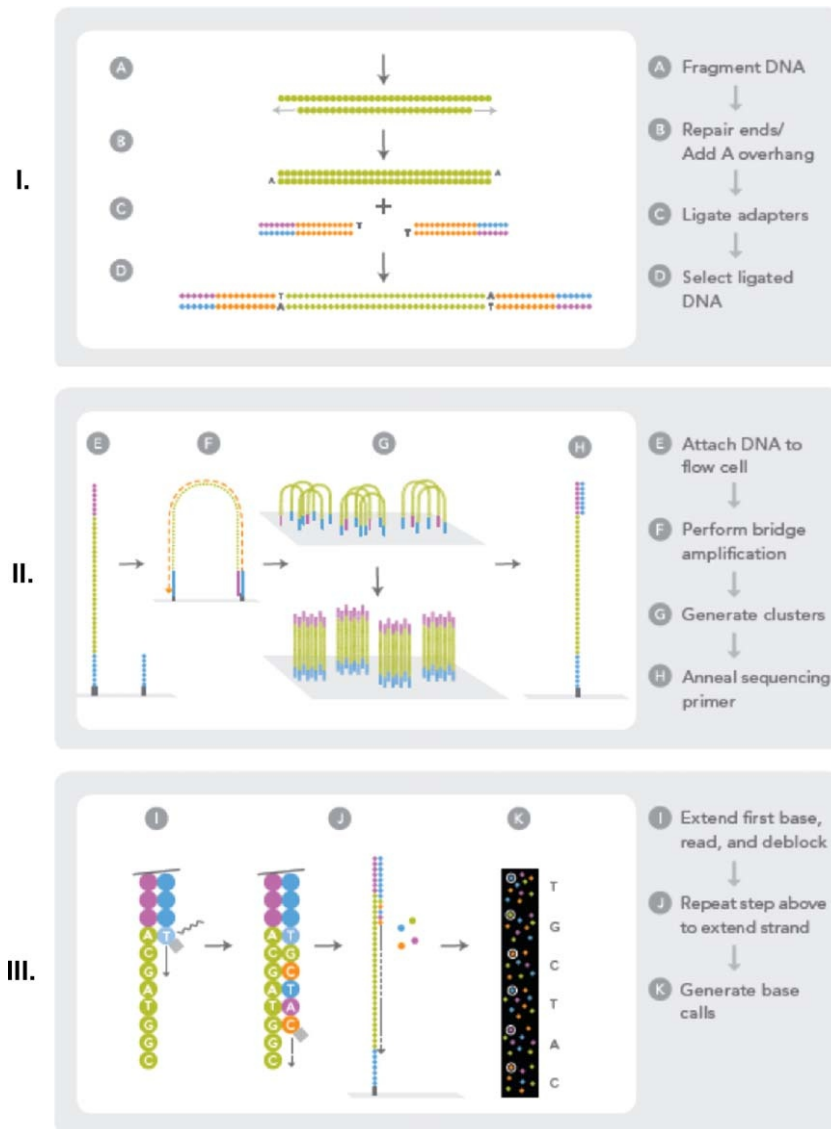 I.
A
B
C
D
A
A
+
T
T
T
A
A
T
A Fragment DNA
B Repair ends/
Add A overhang
C Ligate adapters
D Select ligated
DNA
II.
E
F
G
H
E Attach DNA to
flow cell
F Perform bridge
amplification
G Generate clusters
H Anneal sequencing
primer
III.
I
J
K
A T
C
G
A
T
G
G
C
A T
C G
G C
A T
T A
G C
G
C
T
G
C
T
A
C
I Extend first base,
read, and deblock
J Repeat step above
to extend strand
K Generate base
calls